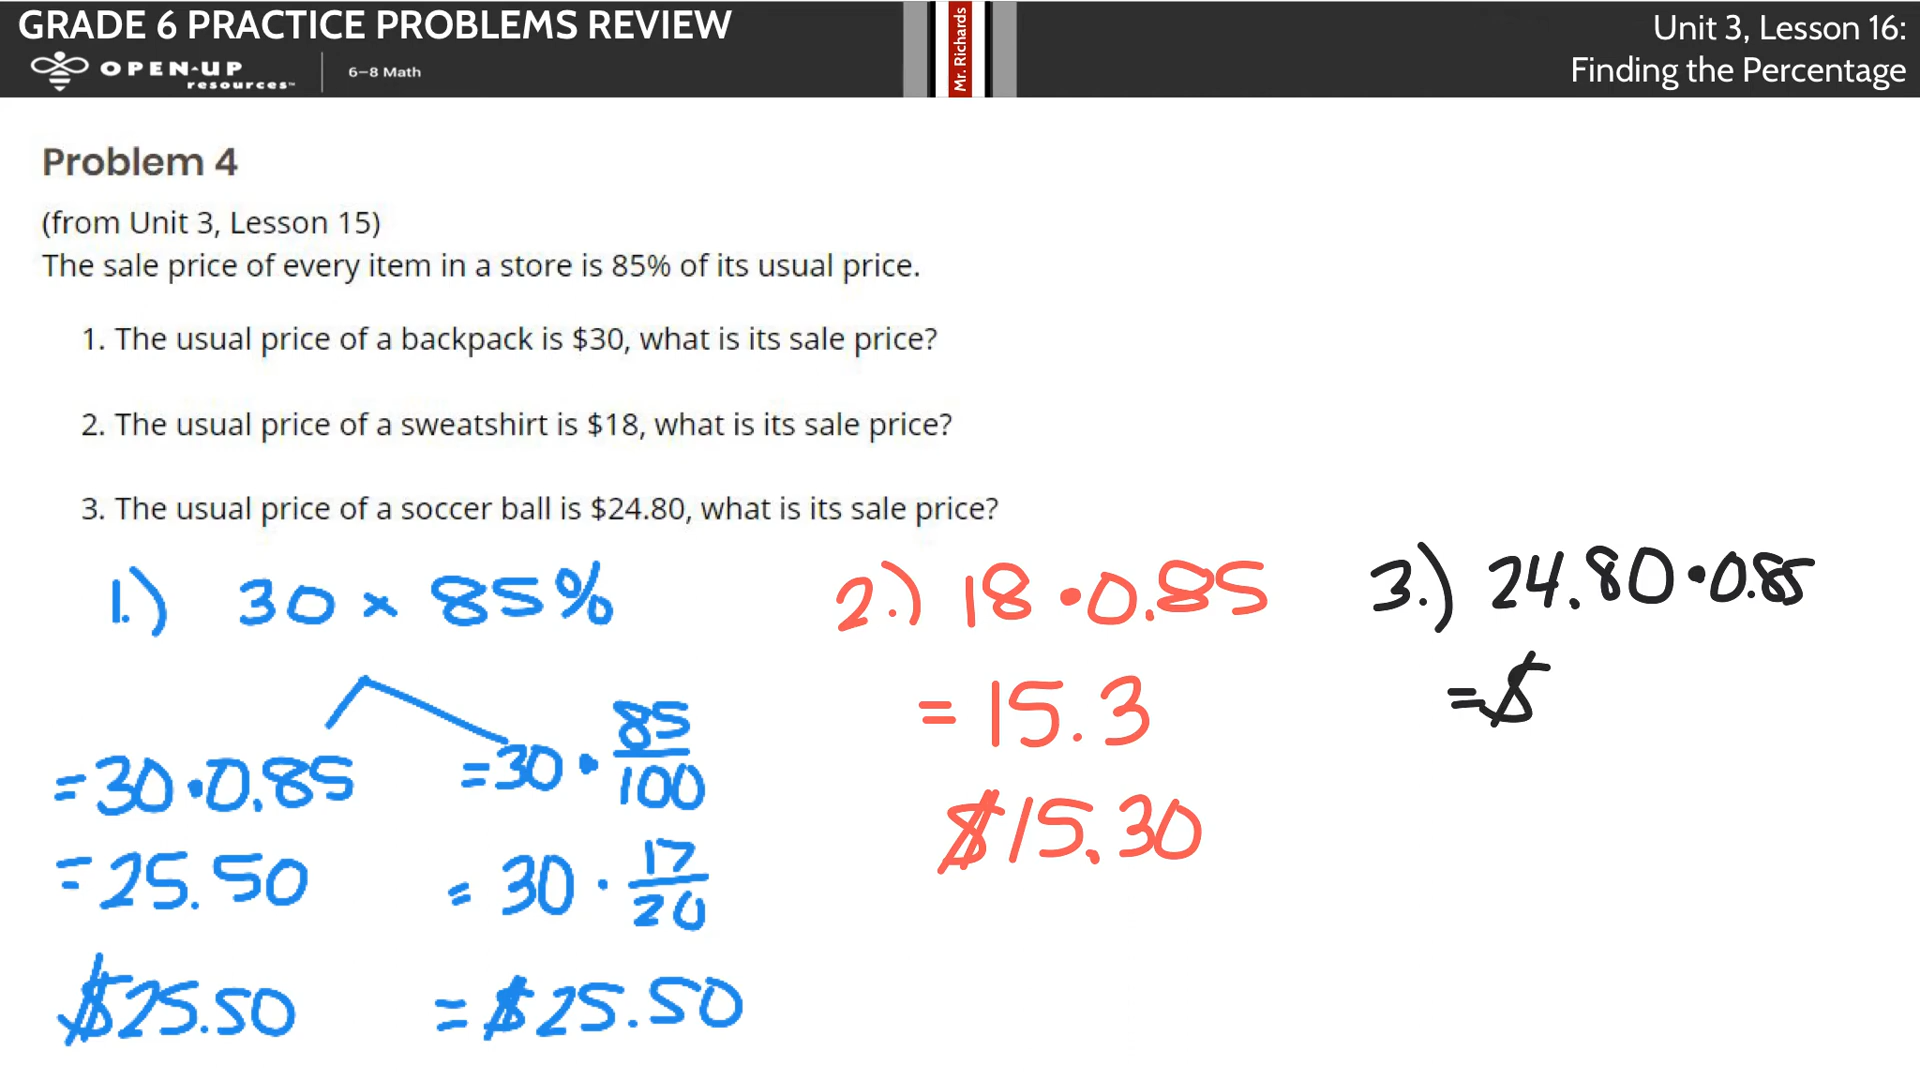 GRADE 6 PRACTICE PROBLEMS REVIEW
OPEN-UP
resources™
6–8 Math
Mr. Richards
Unit 3, Lesson 16:
Finding the Percentage
Problem 4
(from Unit 3, Lesson 15)
The sale price of every item in a store is 85% of its usual price.
1. The usual price of a backpack is $30, what is its sale price?
2. The usual price of a sweatshirt is $18, what is its sale price?
3. The usual price of a soccer ball is $24.80, what is its sale price?
1.) 30 × 85%
=30•0.85
=25.50
$25.50
=30•85/100
=30·17/20
=$25.50
2.) 18•0.85
=15.3
$15.30
3.) 24.80•0.85
=$